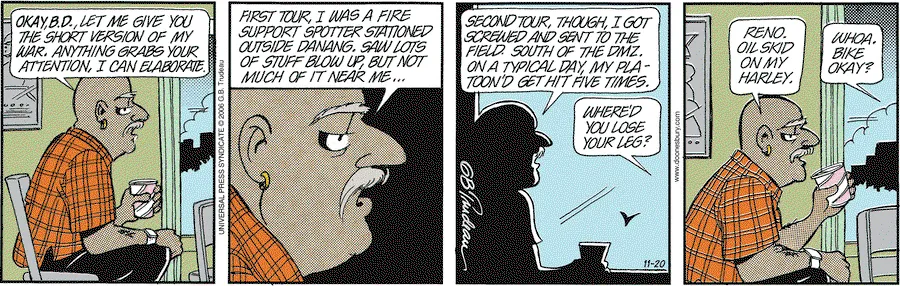 OKAY, B.D., LET ME GIVE YOU
THE SHORT VERSION OF MY
WAR. ANYTHING GRABS YOUR
ATTENTION, I CAN ELABORATE.
UNIVERSAL PRESS SYNDICATE © 2006 G.B. Trudeau
FIRST TOUR, I WAS A FIRE
SUPPORT SPOTTER STATIONED
OUTSIDE DANANG. SAW LOTS
OF STUFF BLOW UP, BUT NOT
MUCH OF IT NEAR ME...
SECOND TOUR, THOUGH, I GOT
SCREWED AND SENT TO THE
FIELD SOUTH OF THE DMZ.
ON A TYPICAL DAY, MY PLA-
TOON'D GET HIT FIVE TIMES.
WHERE'D
YOU LOSE
YOUR LEG?
GBTrudeau
11-20
www.doonesbury.com
RENO.
OIL SKID
ON MY
HARLEY.
WHOA.
BIKE
OKAY?